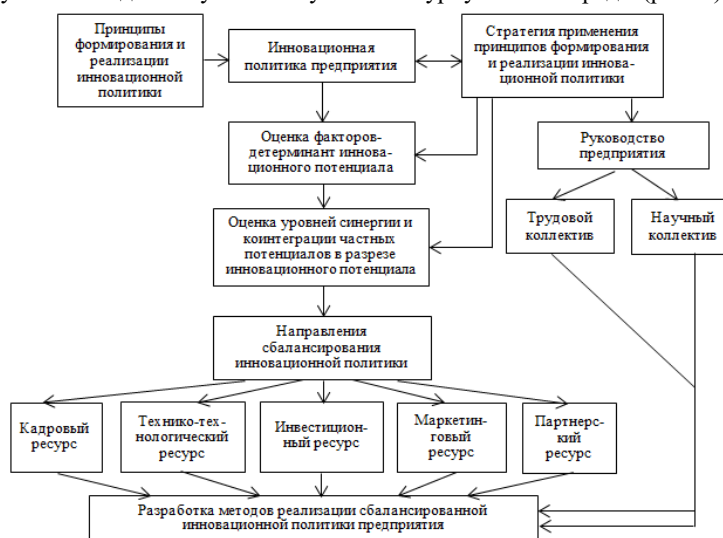 Принципы
формирования и
реализации
инновационной
политики
Инновационная
политика предприятия
Стратегия применения
принципов формирования
и реализации иннова-
ционной политики
Оценка факторов-
детерминант иннова-
ционного потенциала
Руководство
предприятия
Оценка уровней синергии и
коинтеграции частных
потенциалов в разрезе
инновационного потенциала
Трудовой
коллектив
Научный
коллектив
Направления
сбалансирования
инновационной политики
Кадровый
ресурс
Технико-тех-
нологический
ресурс
Инвестицион-
ный ресурс
Маркетин-
говый
ресурс
Партнерс-
кий
ресурс
Разработка методов реализации сбалансированной
инновационной политики предприятия